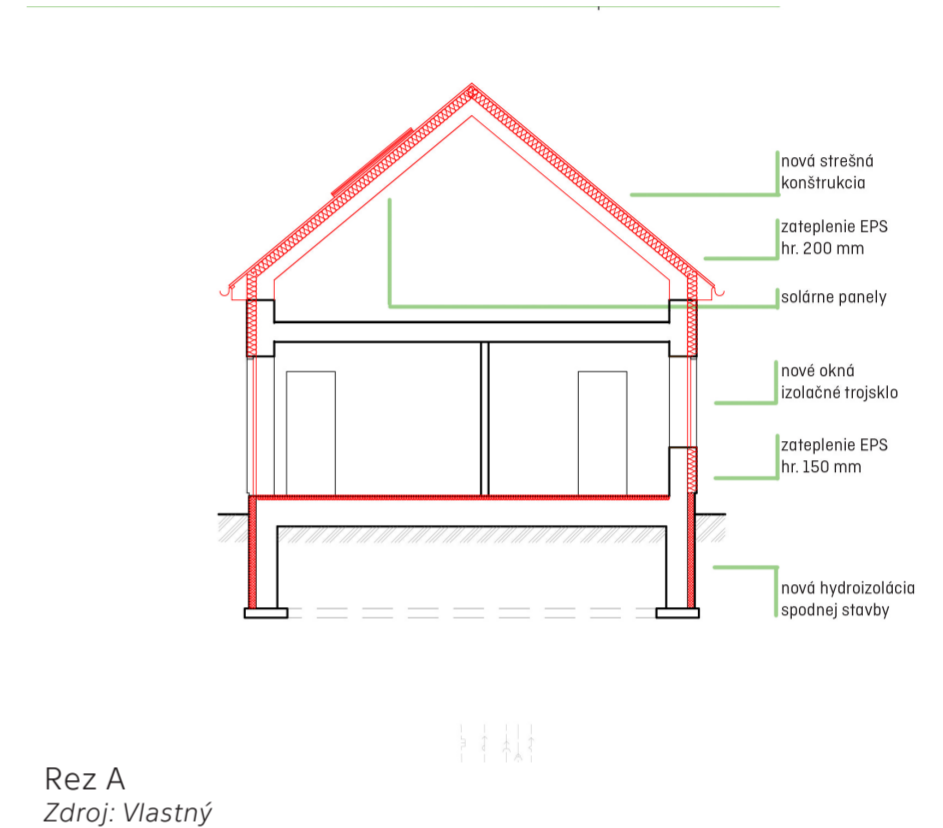 nová strešná
konštrukcia
zateplenie EPS
hr. 200 mm
solárne panely
nové okná
izolačné trojsklo
zateplenie EPS
hr. 150 mm
nová hydroizolácia
spodnej stavby
Rez A
Zdroj: Vlastný